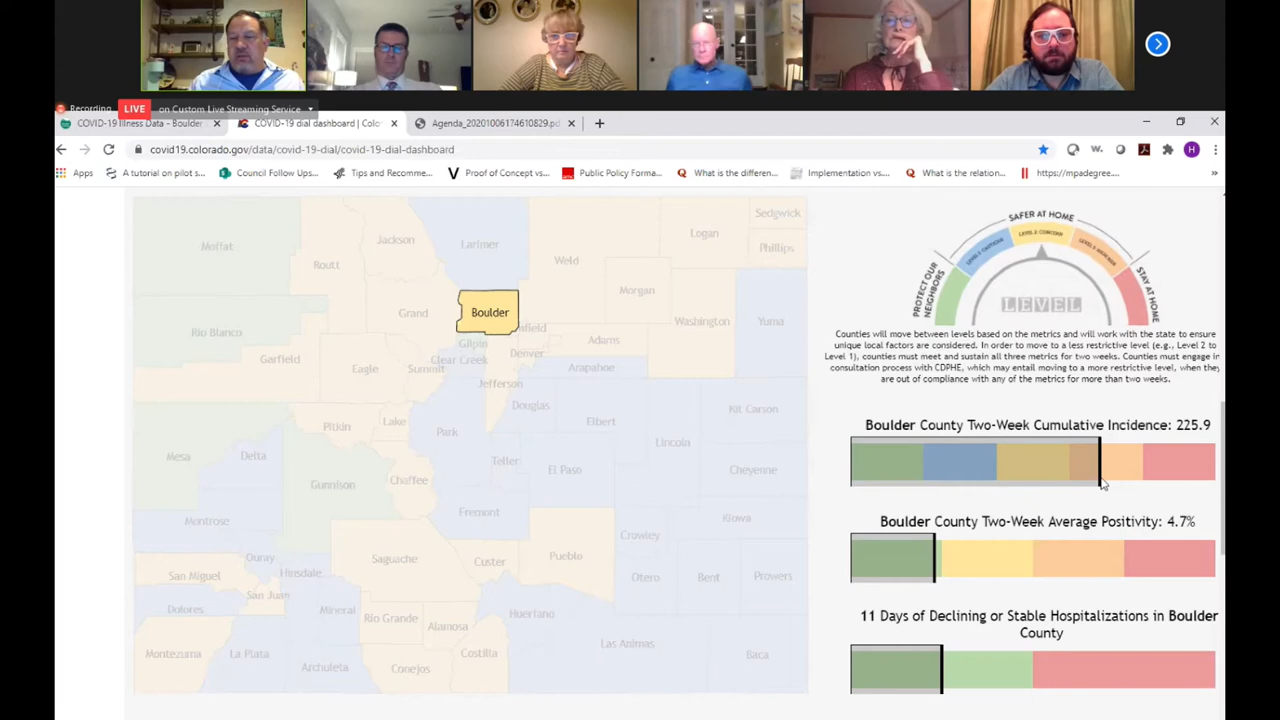 Recording LIVE on Custom Live Streaming Service
COVID-19 Illness Data - Boulder
COVID-19 dial dashboard | Colo
Agenda_20201006174610829.pd
covid19.colorado.gov/data/covid-19-dial/covid-19-dial-dashboard
H
Apps
A tutorial on pilot s...
Council Follow Ups...
Tips and Recomme...
Proof of Concept vs...
Public Policy Forma...
What is the differen...
Implementation vs...
What is the relation...
https://mpadegree....
Moffat
Jackson
Larimer
Logan
Sedgwick
Phillips
Routt
Weld
Morgan
Boulder
Grand
Washington
Yuma
Rio Blanco
mfield
Gilpin
Adams
Garfield
Eagle
Clear Creek
Summit
Denver
Arapahoe
Jefferson
Douglas
Elbert
Kit Carson
Pitkin
Lake
Park
Lincoln
Mesa
Delta
Teller
El Paso
Cheyenne
Gunnison
Chaffee
Fremont
Kiowa
Montrose
Crowley
Ouray
Saguache
Custer
Pueblo
San Miguel
Hinsdale
Otero
Bent
Prowers
San Juan
Dolores
Mineral
Rio Grande
Alamosa
Huerfano
Las Animas
Baca
Montezuma
La Plata
Archuleta
Conejos
Costilla
PROTECT OUR NEIGHBORS
SAFER AT HOME
STAY AT HOME
LEVEL 1: CAUTIOUS
LEVEL 2: CONCERN
LEVEL
Counties will move between levels based on the metrics and will work with the state to ensure
unique local factors are considered. In order to move to a less restrictive level (e.g., Level 2 to
Level 1), counties must meet and sustain all three metrics for two weeks. Counties must engage in
consultation process with CDPHE, which may entail moving to a more restrictive level, when they
are out of compliance with any of the metrics for more than two weeks.
Boulder County Two-Week Cumulative Incidence: 225.9
Boulder County Two-Week Average Positivity: 4.7%
11 Days of Declining or Stable Hospitalizations in Boulder
County